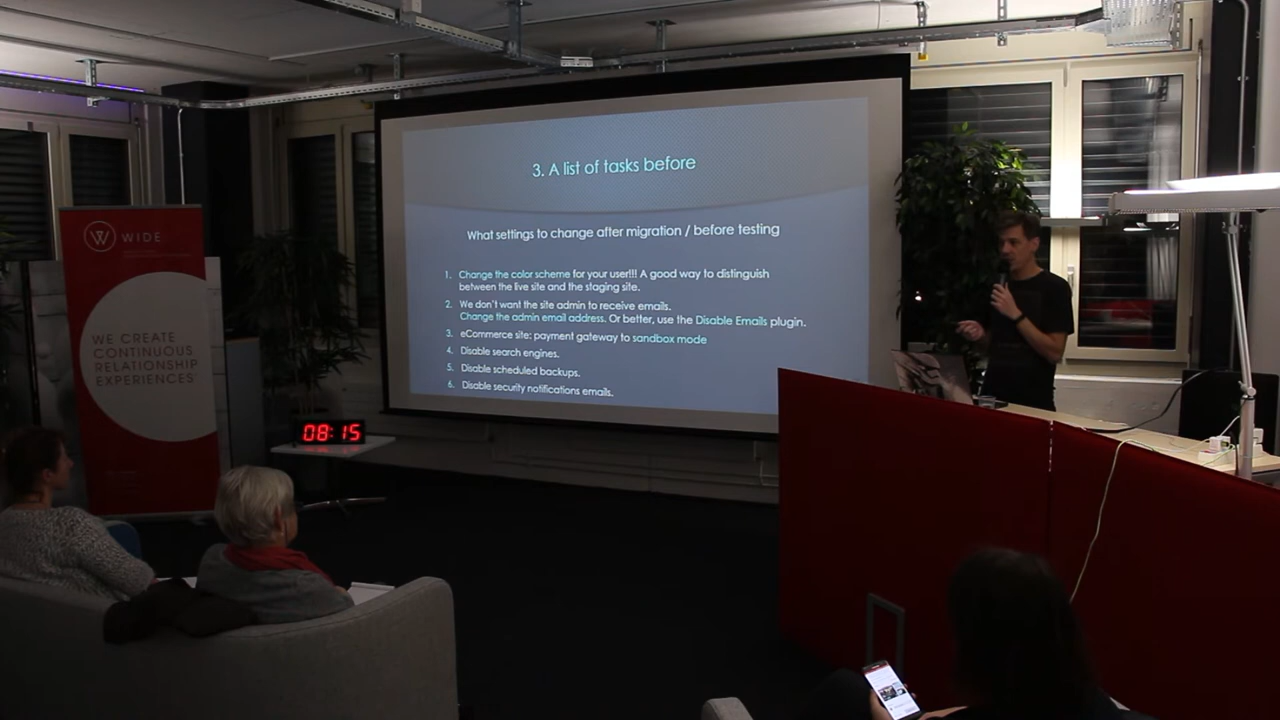 3. A list of tasks before
What settings to change after migration / before testing
1. Change the color scheme for your user!!! A good way to distinguish
between the live site and the staging site.
2. We don't want the site admin to receive emails.
Change the admin email address. Or better, use the Disable Emails plugin.
3. eCommerce site: payment gateway to sandbox mode
4. Disable search engines.
5. Disable scheduled backups.
6. Disable security notifications emails.
W WIDE
WE CREATE
CONTINUOUS
RELATIONSHIP
EXPERIENCES
08:15